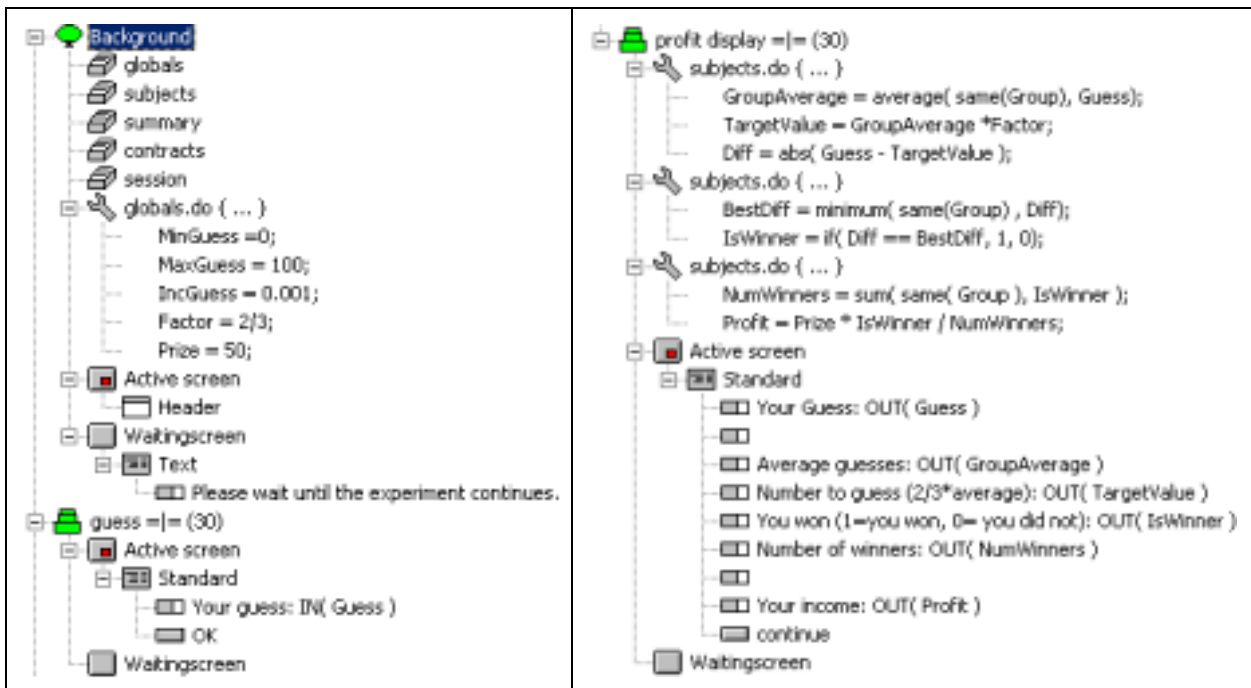 Background
globals
subjects
summary
contracts
session
globals.do { ... }
MinGuess =0;
MaxGuess = 100;
IncGuess = 0.001;
Factor = 2/3;
Prize = 50;
Active screen
Header
Waitingscreen
Text
Please wait until the experiment continues.
guess =|= (30)
Active screen
Standard
Your guess: IN( Guess )
OK
Waitingscreen
profit display =|= (30)
subjects.do { ... }
GroupAverage = average( same(Group), Guess);
TargetValue = GroupAverage *Factor;
Diff = abs( Guess - TargetValue );
subjects.do { ... }
BestDiff = minimum( same(Group) , Diff);
IsWinner = if( Diff == BestDiff, 1, 0);
subjects.do { ... }
NumWinners = sum( same( Group ), IsWinner );
Profit = Prize * IsWinner / NumWinners;
Active screen
Standard
Your Guess: OUT( Guess )
Average guesses: OUT( GroupAverage )
Number to guess (2/3*average): OUT( TargetValue )
You won (1=you won, 0= you did not): OUT( IsWinner )
Number of winners: OUT( NumWinners )
Your income: OUT( Profit )
continue
Waitingscreen